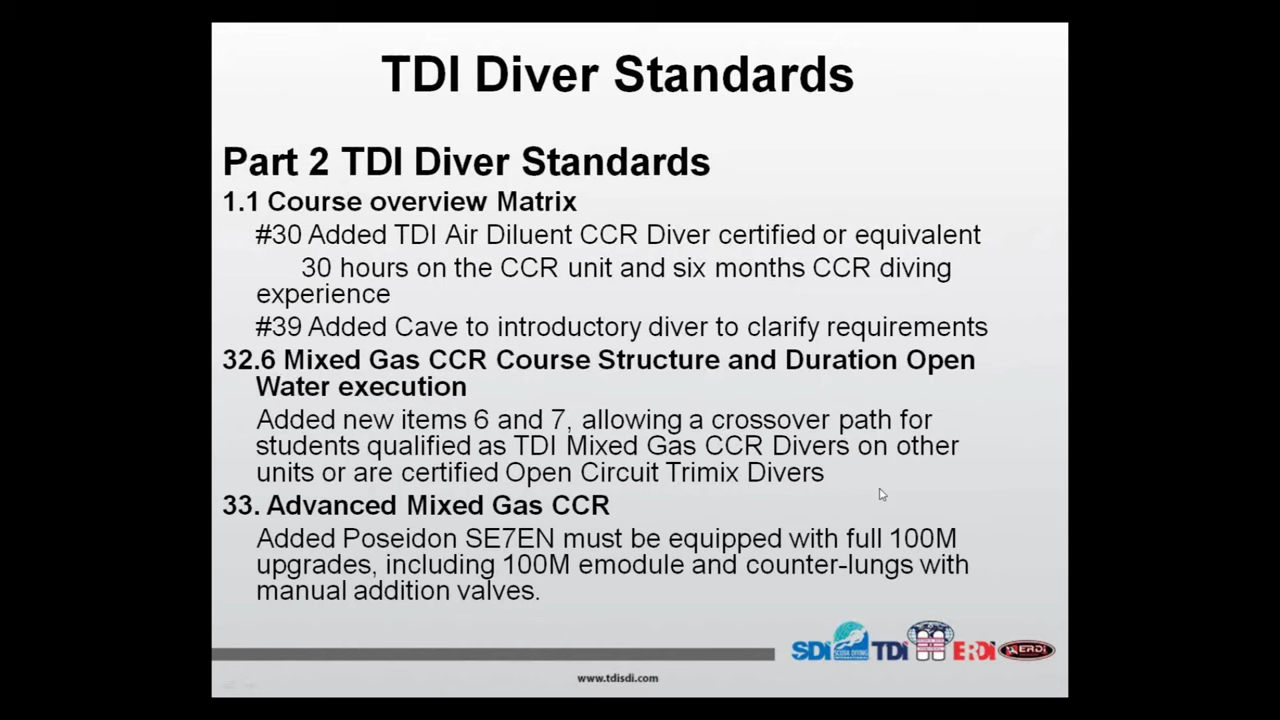 TDI Diver Standards
Part 2 TDI Diver Standards
1.1 Course overview Matrix
#30 Added TDI Air Diluent CCR Diver certified or equivalent
30 hours on the CCR unit and six months CCR diving
experience
#39 Added Cave to introductory diver to clarify requirements
32.6 Mixed Gas CCR Course Structure and Duration Open
Water execution
Added new items 6 and 7, allowing a crossover path for
students qualified as TDI Mixed Gas CCR Divers on other
units or are certified Open Circuit Trimix Divers
33. Advanced Mixed Gas CCR
Added Poseidon SE7EN must be equipped with full 100M
upgrades, including 100M emodule and counter-lungs with
manual addition valves.
SDI TDI ERDI ERDI
www.tdisdi.com